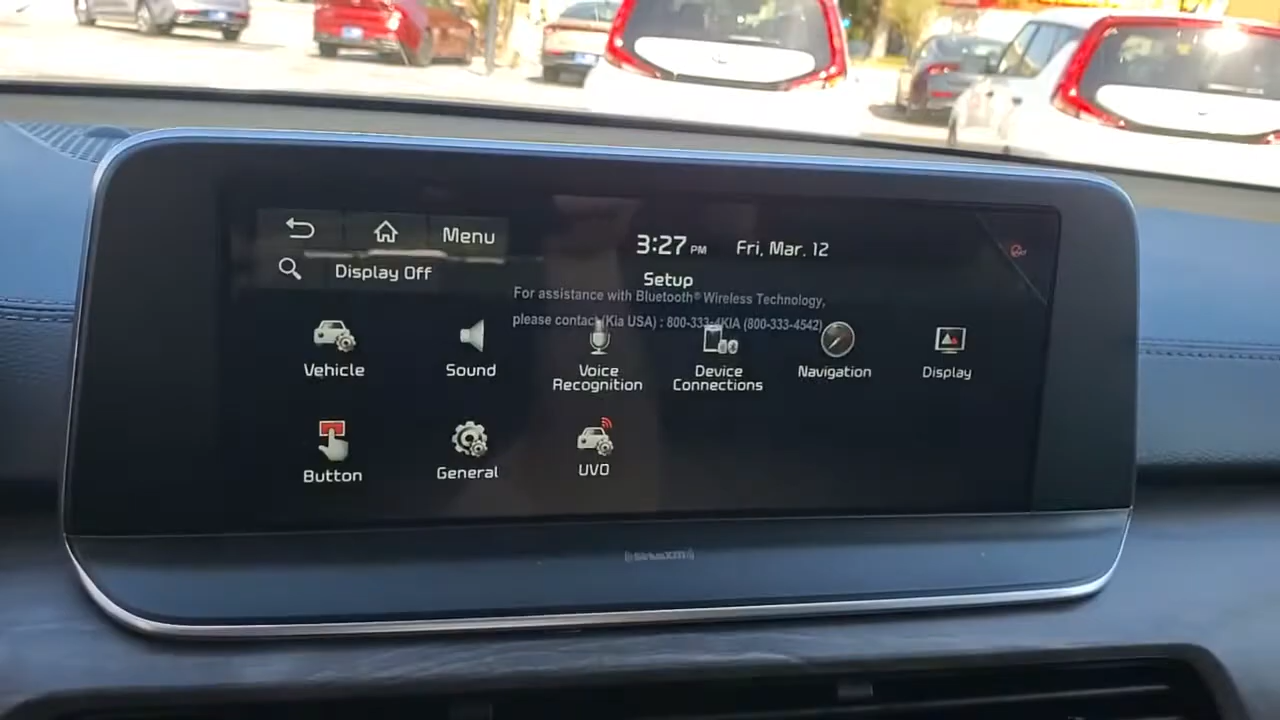 Menu
3:27 PM Fri, Mar. 12
Display Off
Setup
For assistance with Bluetooth® Wireless Technology,
please contact (Kia USA) : 800-333-4KIA (800-333-4542)
Vehicle
Sound
Voice
Recognition
Device
Connections
Navigation
Display
Button
General
UVO
((SiriusXM))